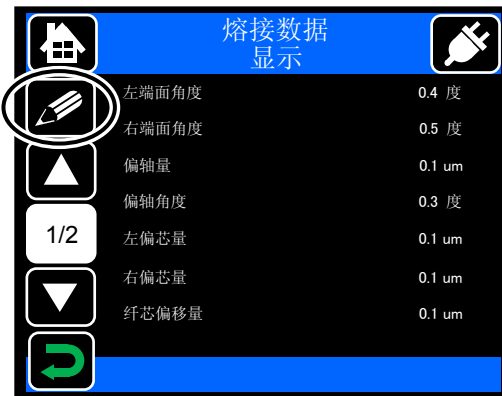 熔接数据
显示
左端面角度 0.4 度
右端面角度 0.5 度
偏轴量 0.1 um
偏轴角度 0.3 度
1/2
左偏芯量 0.1 um
右偏芯量 0.1 um
纤芯偏移量 0.1 um